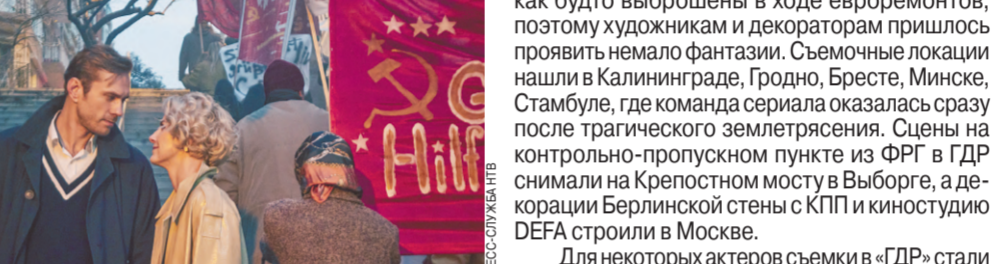 G
Hilf
ЕСС-СЛУЖБА НТВ
как будто выброшены в ходе евроремонтов,
поэтому художникам и декораторам пришлось
проявить немало фантазии. Съемочные локации
нашли в Калининграде, Гродно, Бресте, Минске,
Стамбуле, где команда сериала оказалась сразу
после трагического землетрясения. Сцены на
контрольно-пропускном пункте из ФРГ в ГДР
снимали на Крепостном мосту в Выборге, а де-
корации Берлинской стены с КПП и киностудию
DEFA строили в Москве.
Для некоторых актеров съемки в «ГДР» стали